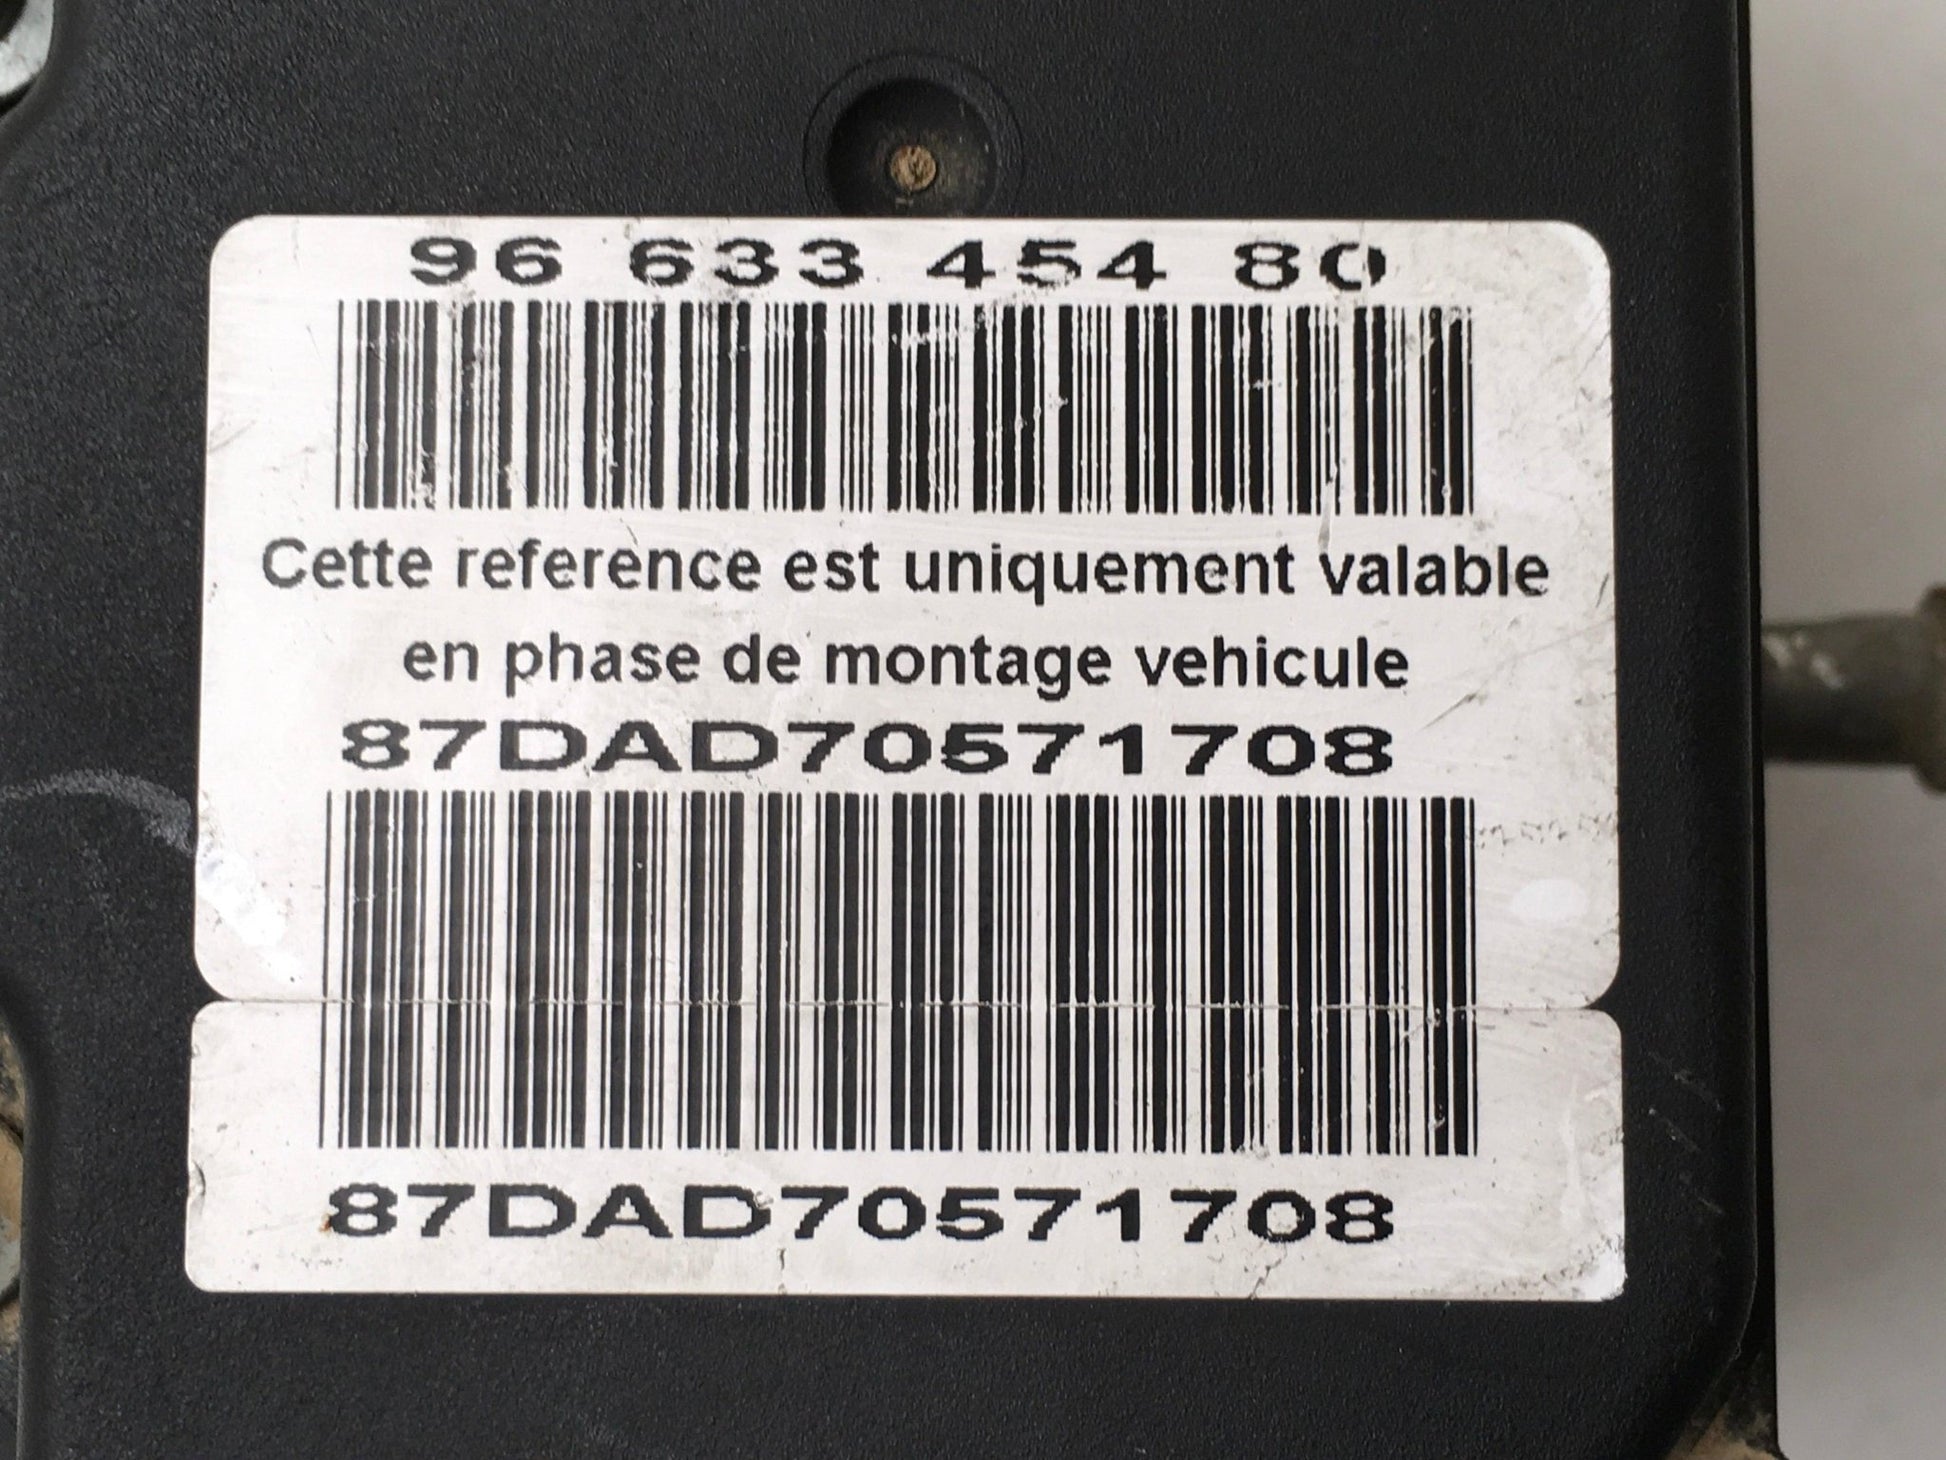 96 633 454 80
Cette reference est uniquement valable
en phase de montage vehicule
87DAD70571708
87DAD70571708